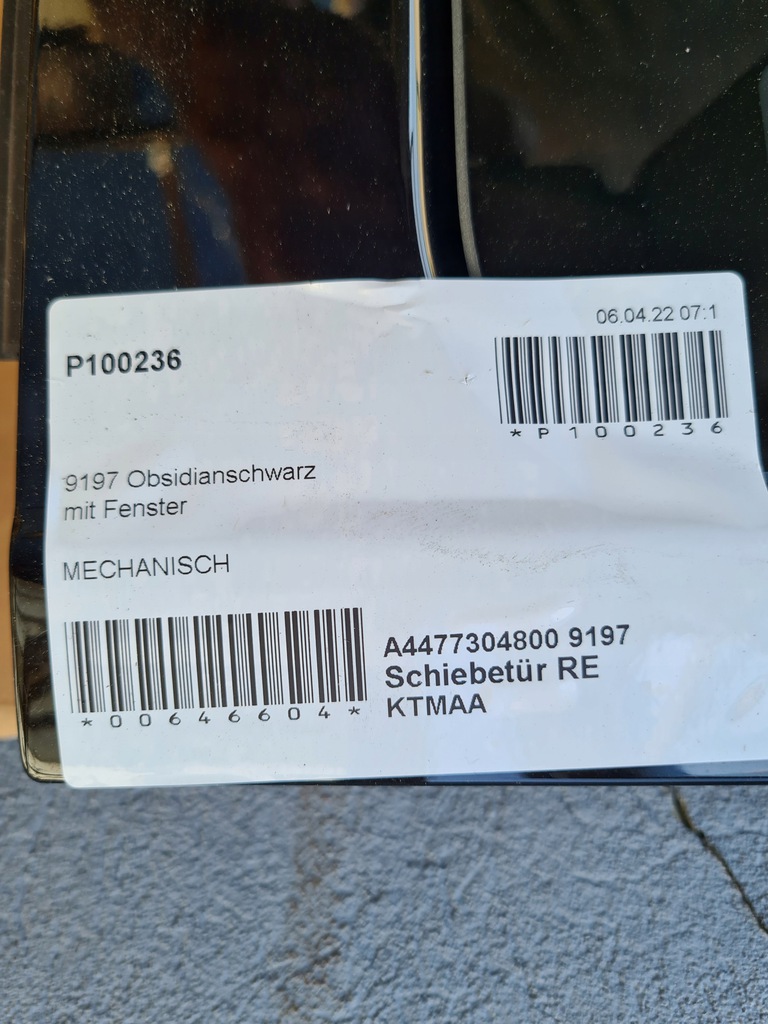 06.04.22 07:1
P100236
*P100236
9197 Obsidianschwarz
mit Fenster
MECHANISCH
A4477304800 9197
Schiebetür RE
KTMAA
*00646604*